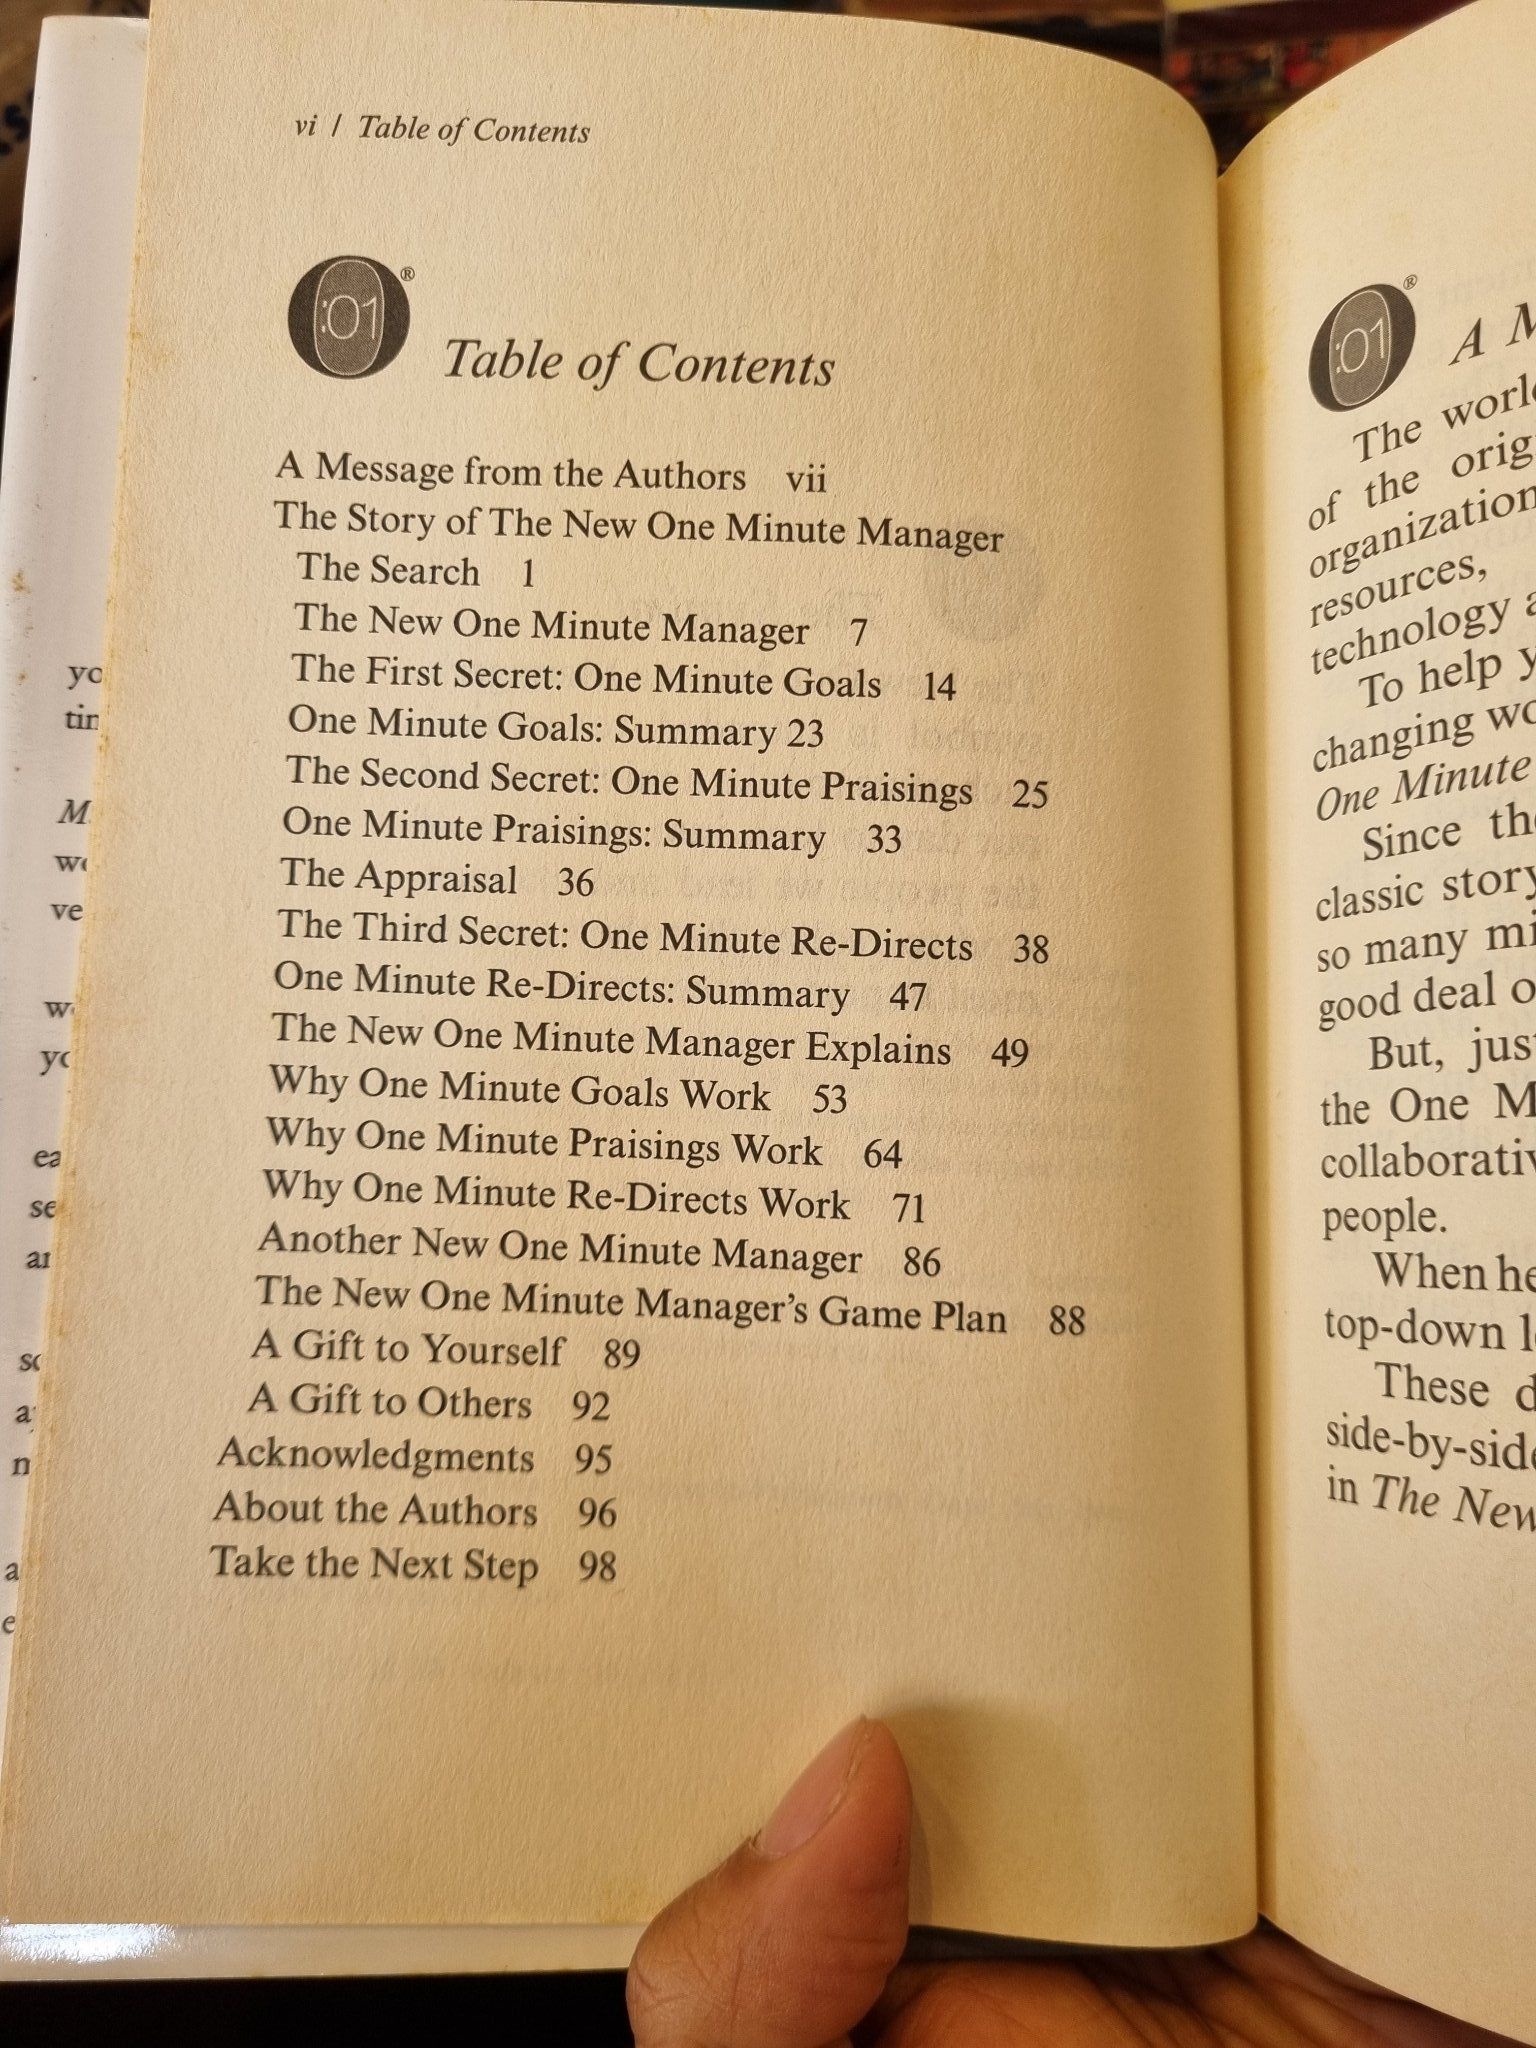 vi / Table of Contents
:01®
Table of Contents
A Message from the Authors vii
The Story of The New One Minute Manager
The Search 1
The New One Minute Manager 7
The First Secret: One Minute Goals 14
One Minute Goals: Summary 23
The Second Secret: One Minute Praisings 25
One Minute Praisings: Summary 33
The Appraisal 36
The Third Secret: One Minute Re-Directs 38
One Minute Re-Directs: Summary 47
The New One Minute Manager Explains 49
Why One Minute Goals Work 53
Why One Minute Praisings Work 64
Why One Minute Re-Directs Work 71
Another New One Minute Manager 86
The New One Minute Manager's Game Plan 88
A Gift to Yourself 89
A Gift to Others 92
Acknowledgments 95
About the Authors 96
Take the Next Step 98
:01®
A
The
of the
organization
resources,
technology
To help
changing
One Minute
Since
classic story
so many
good deal
But,
the One
collaborativ
people.
When
top-down
These
side-by-side
in The New